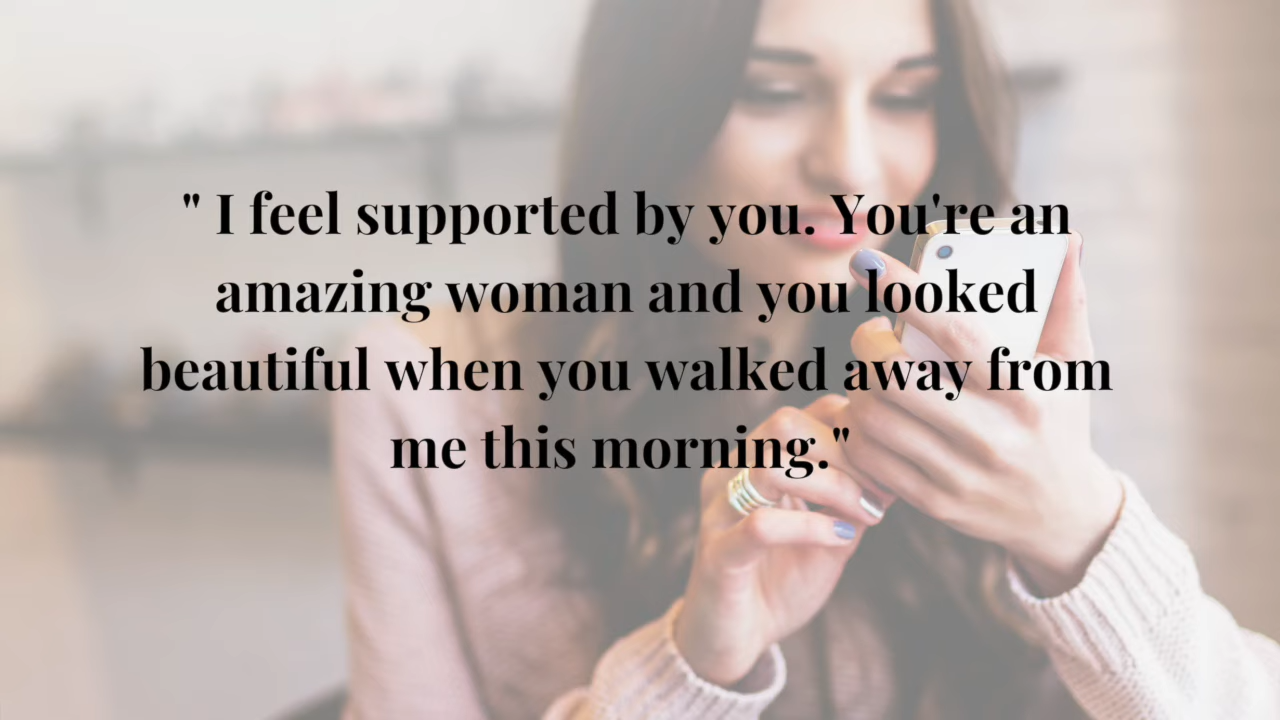 " I feel supported by you. You're an
amazing woman and you looked
beautiful when you walked away from
me this morning."